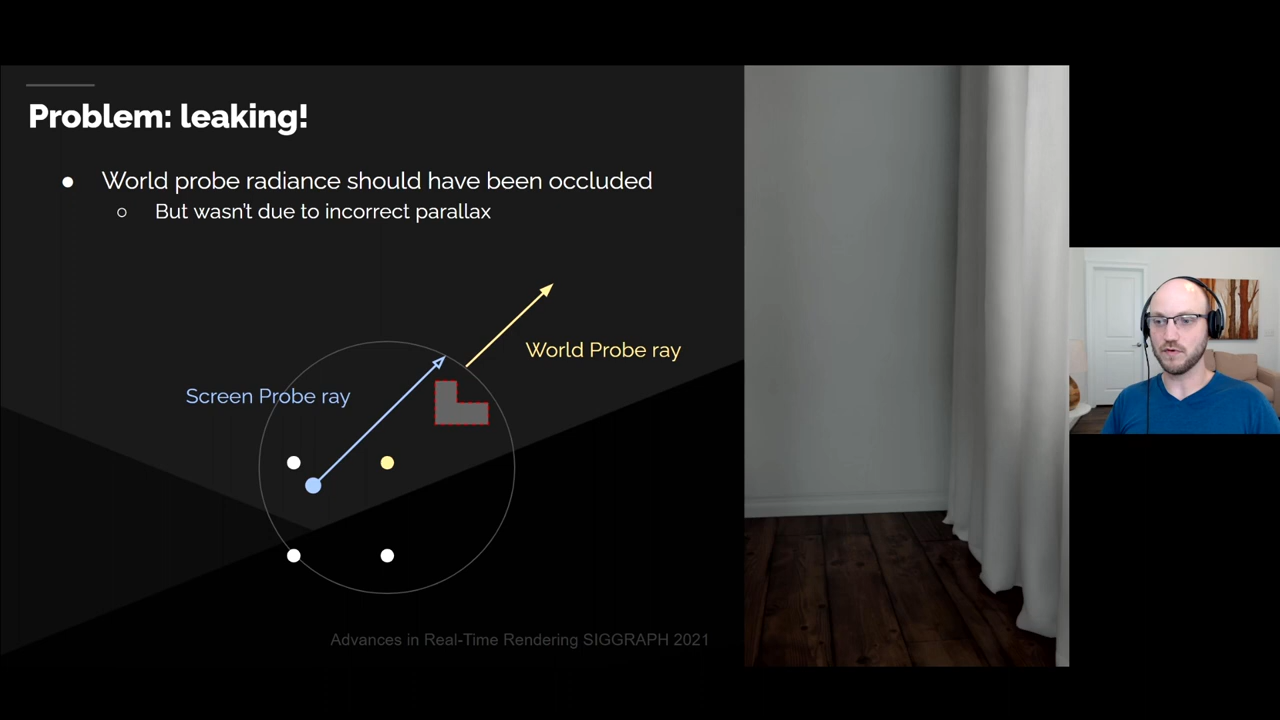 Problem: leaking!
● World probe radiance should have been occluded
○ But wasn't due to incorrect parallax
World Probe ray
Screen Probe ray
Advances in Real-Time Rendering SIGGRAPH 2021